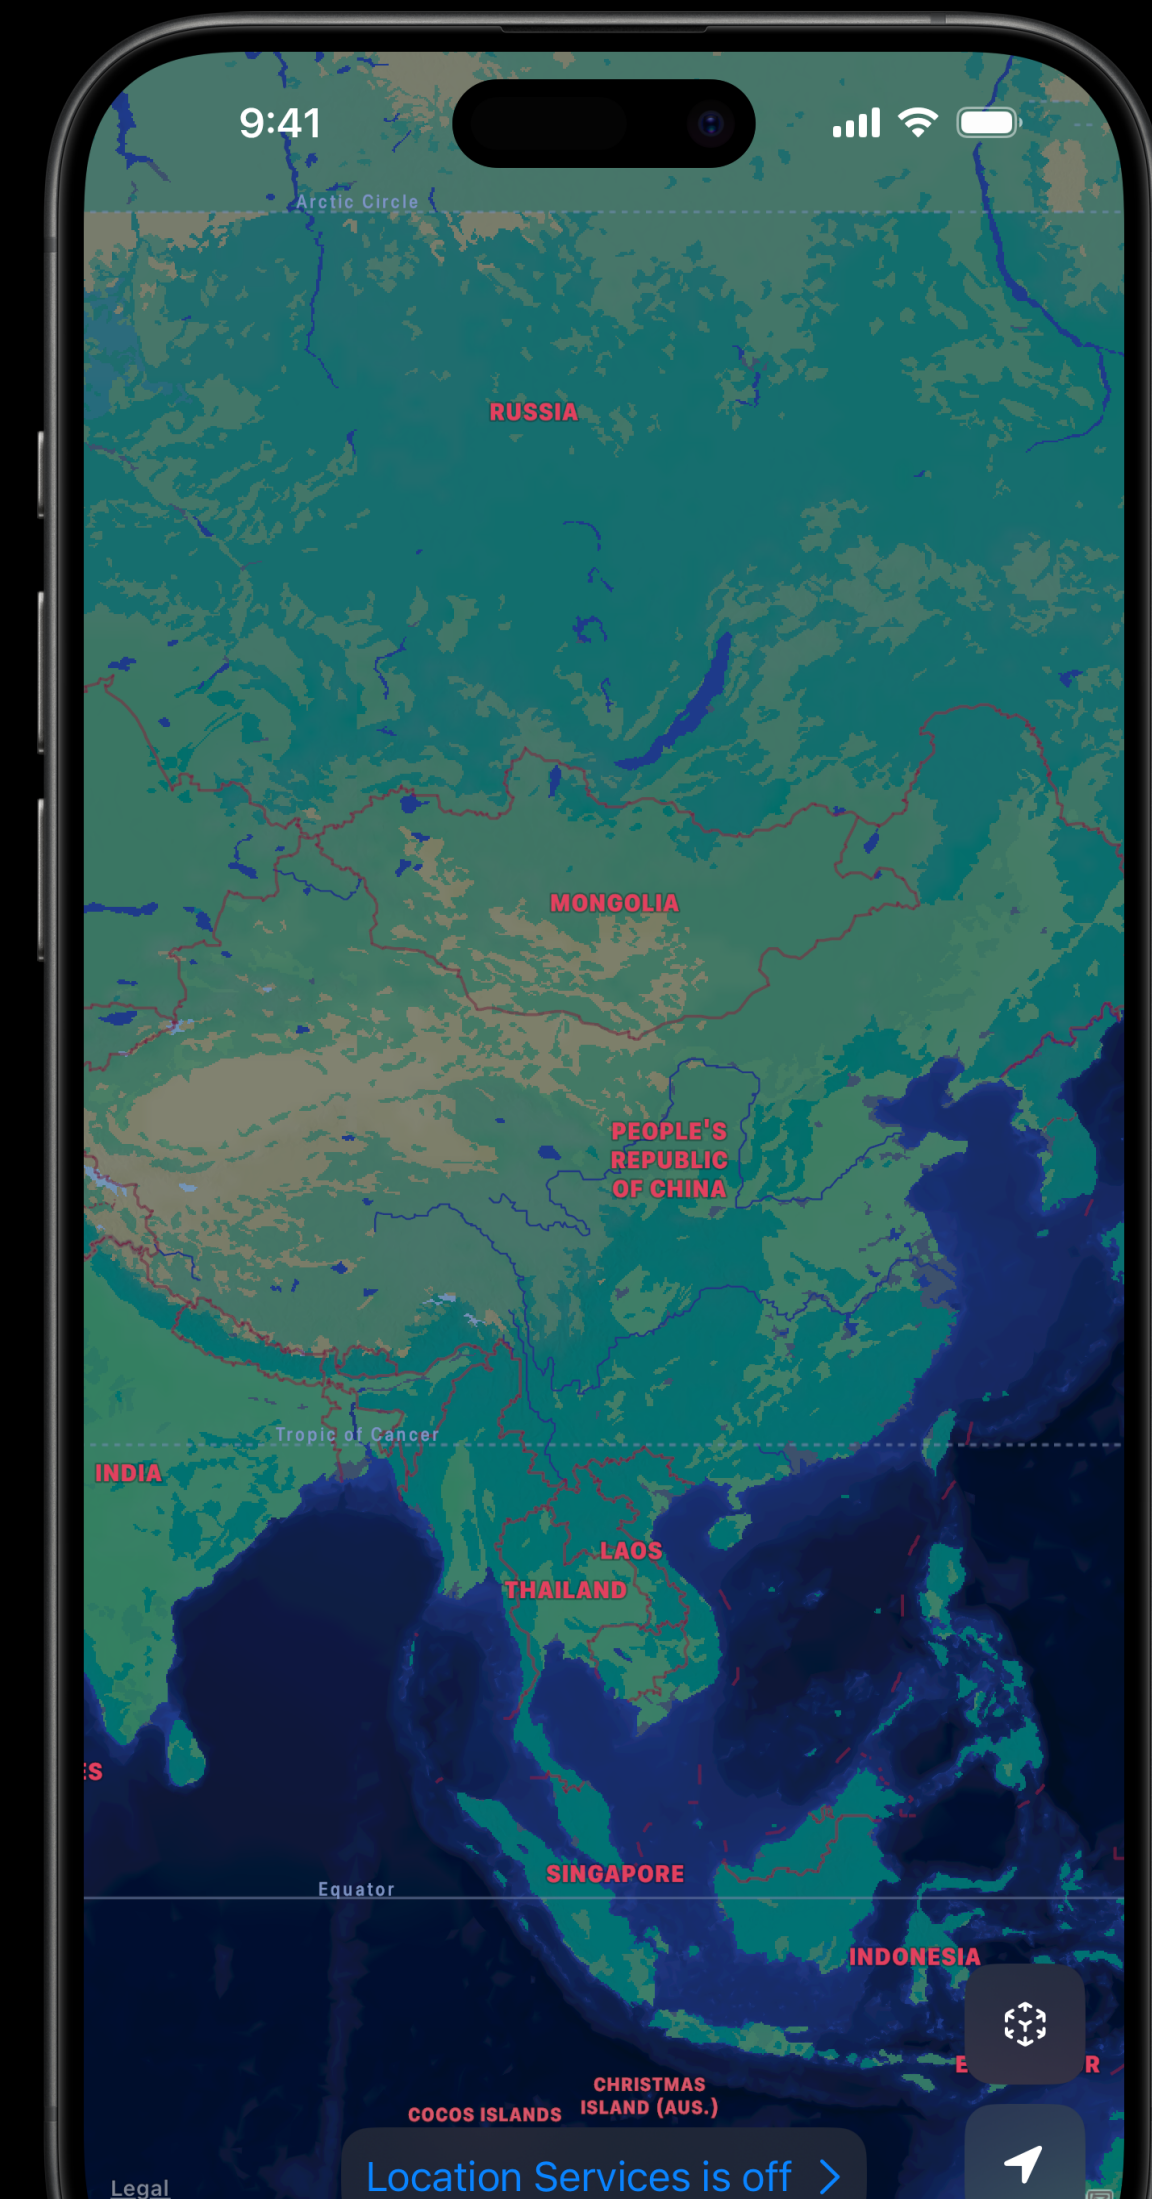 9:41
Arctic Circle
RUSSIA
MONGOLIA
PEOPLE'S
REPUBLIC
OF CHINA
Tropic of Cancer
INDIA
LAOS
THAILAND
ES
SINGAPORE
Equator
INDONESIA
E R
CHRISTMAS
ISLAND (AUS.)
COCOS ISLANDS
Location Services is off
Legal